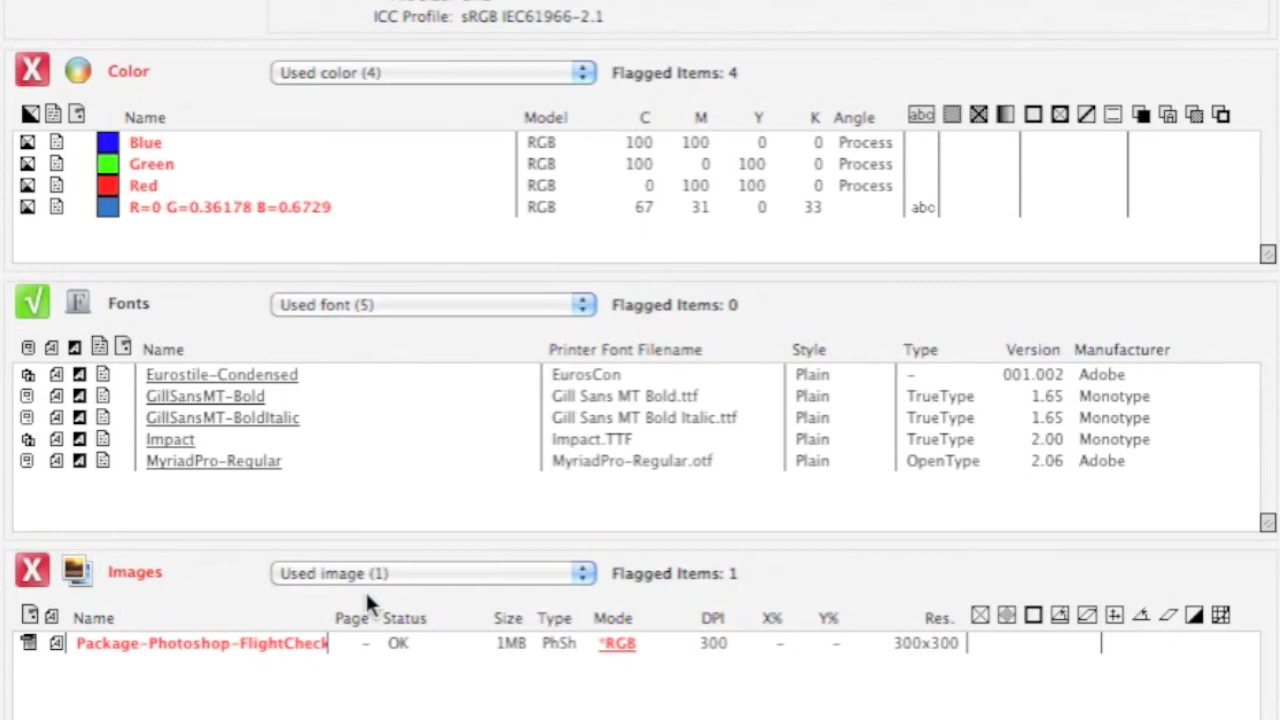 ICC Profile: sRGB IEC61966-2.1
X Color Used color (4) Flagged Items: 4
Name Model C M Y K Angle abc
Blue RGB 100 100 0 0 Process
Green RGB 100 0 100 0 Process
Red RGB 0 100 100 0 Process
R=0 G=0.36178 B=0.6729 RGB 67 31 0 33 abc
√ F Fonts Used font (5) Flagged Items: 0
Name Printer Font Filename Style Type Version Manufacturer
Eurostile-Condensed EurosCon Plain - 001.002 Adobe
GillSansMT-Bold Gill Sans MT Bold.ttf Plain TrueType 1.65 Monotype
GillSansMT-BoldItalic Gill Sans MT Bold Italic.ttf Plain TrueType 1.65 Monotype
Impact Impact.TTF Plain TrueType 2.00 Monotype
MyriadPro-Regular MyriadPro-Regular.otf Plain OpenType 2.06 Adobe
X Images Used image (1) Flagged Items: 1
Name Page Status Size Type Mode DPI X% Y% Res.
Package-Photoshop-FlightCheck - OK 1MB PhSh *RGB 300 - - 300x300